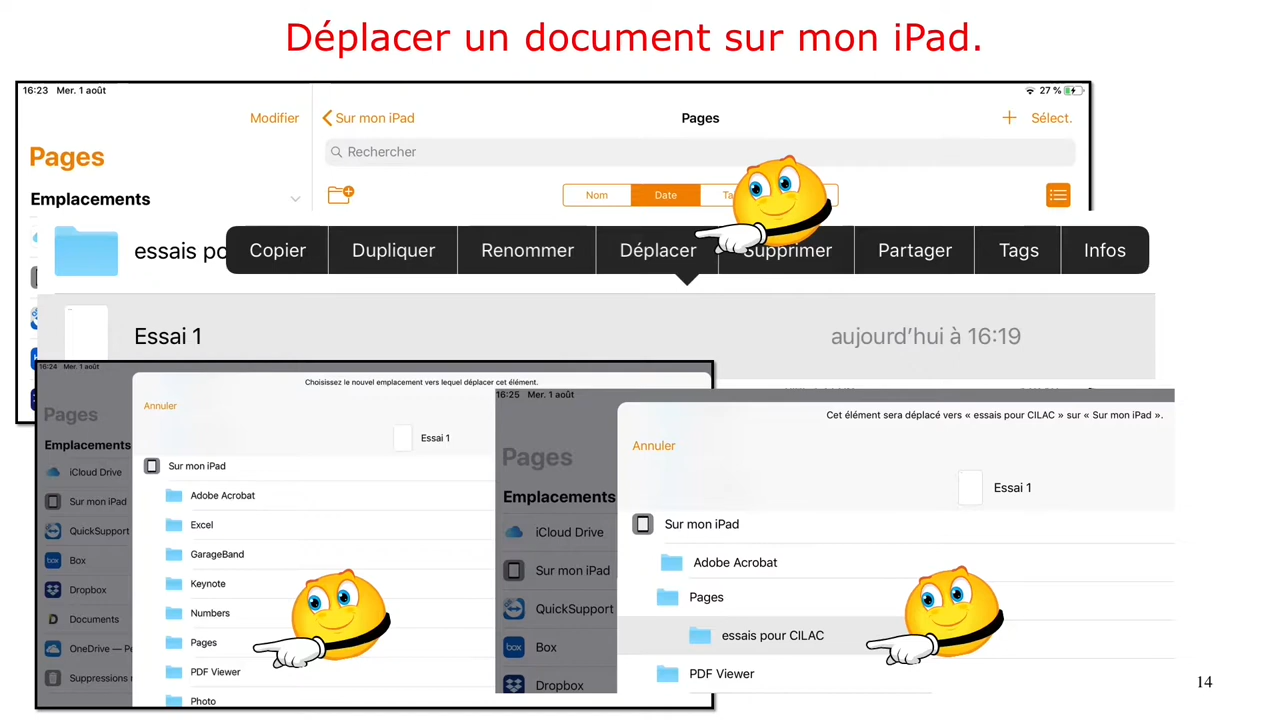 Déplacer un document sur mon iPad.
16:23 Mer. 1 août
27 %
Modifier
Sur mon iPad
Pages
Sélect.
Pages
Rechercher
Emplacements
Nom
Date
essais
Copier
Dupliquer
Renommer
Déplacer
Supprimer
Partager
Tags
Infos
Essai 1
aujourd’hui à 16:19
16:24 Mer. 1 août
Choisissez le nouvel emplacement vers lequel déplacer cet élément.
Pages
Annuler
Essai 1
Emplacements
iCloud Drive
Sur mon iPad
QuickSupport
Box
Dropbox
Documents
OneDrive —
Suppressions
Sur mon iPad
Adobe Acrobat
Excel
GarageBand
Keynote
Numbers
Pages
PDF Viewer
Photo
16:25 Mer. 1 août
Cet élément sera déplacé vers « essais pour CILAC » sur « Sur mon iPad ».
Pages
Annuler
Essai 1
Emplacements
iCloud Drive
Sur mon iPad
QuickSupport
box
Box
Dropbox
Sur mon iPad
Adobe Acrobat
Pages
essais pour CILAC
PDF Viewer
14